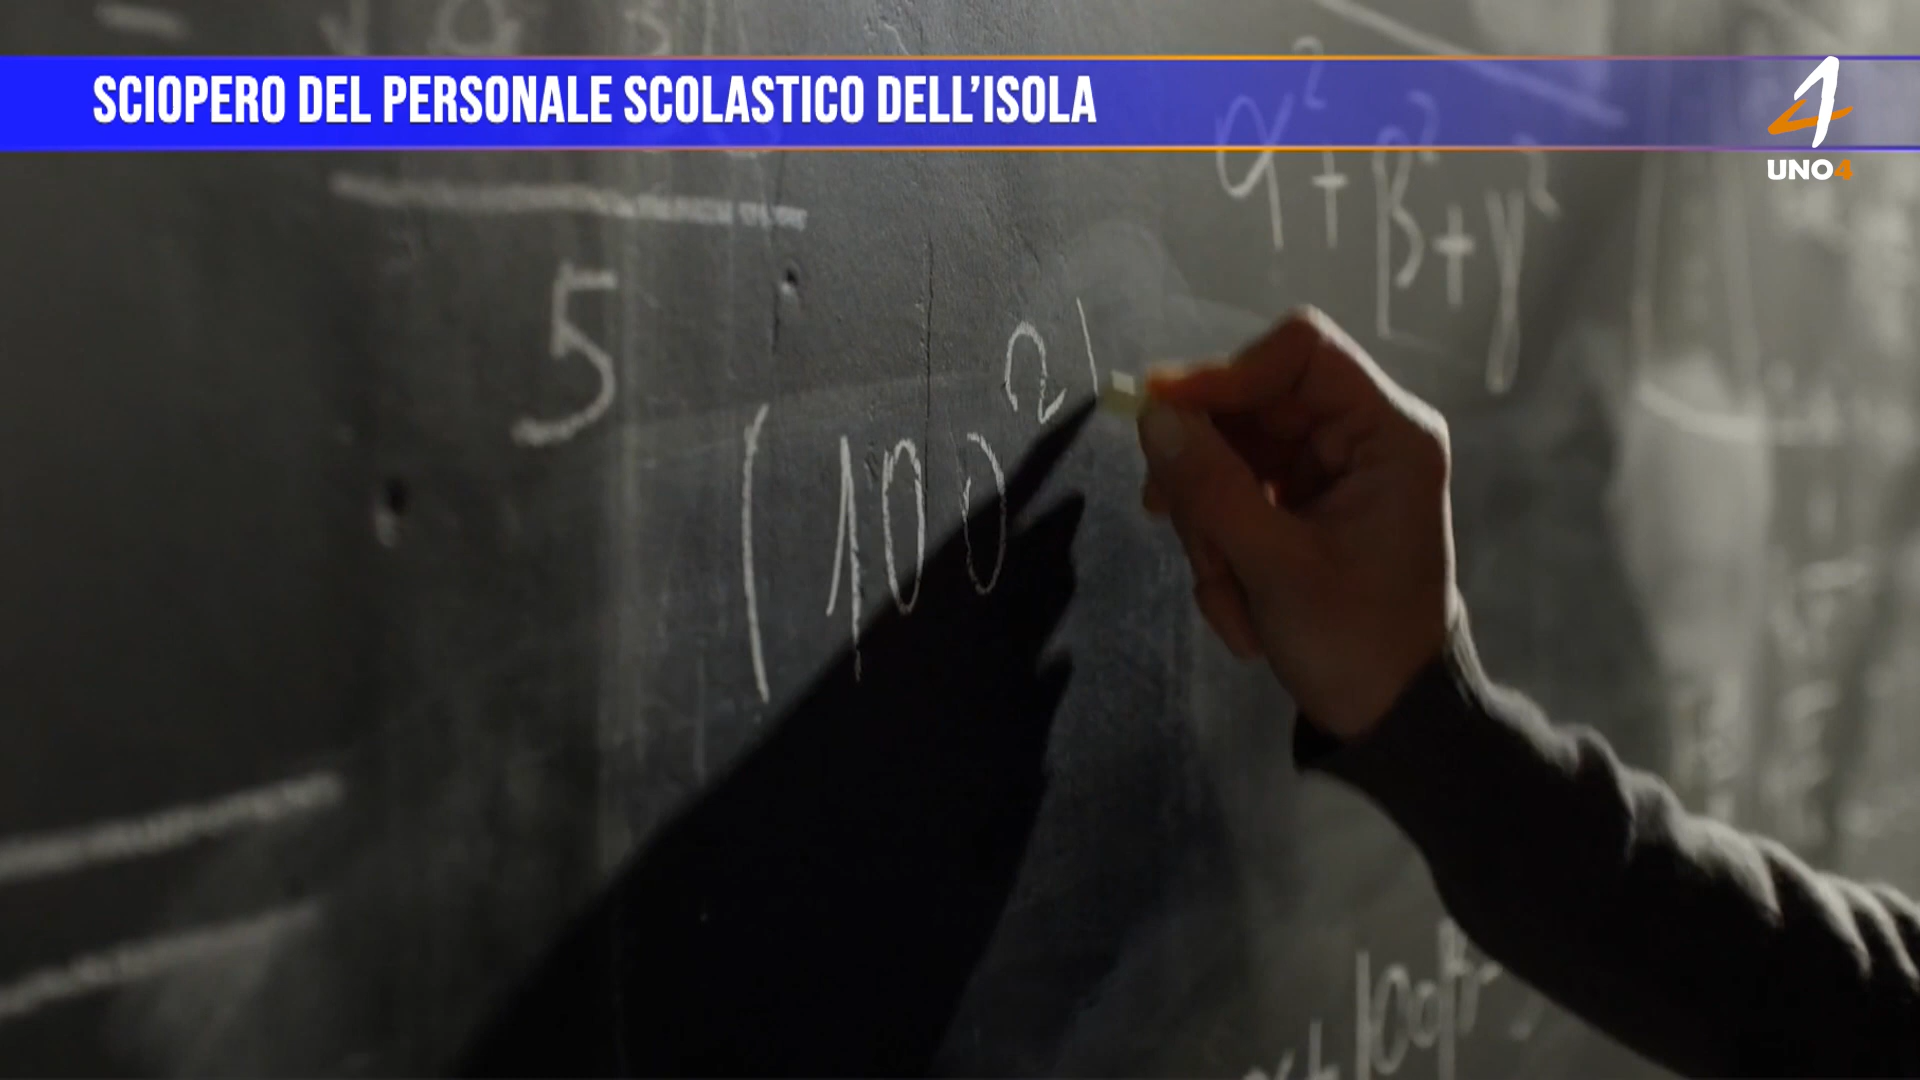 SCIOPERO DEL PERSONALE SCOLASTICO DELL'ISOLA
UNO4
α² + β² + γ²
5
(100²)